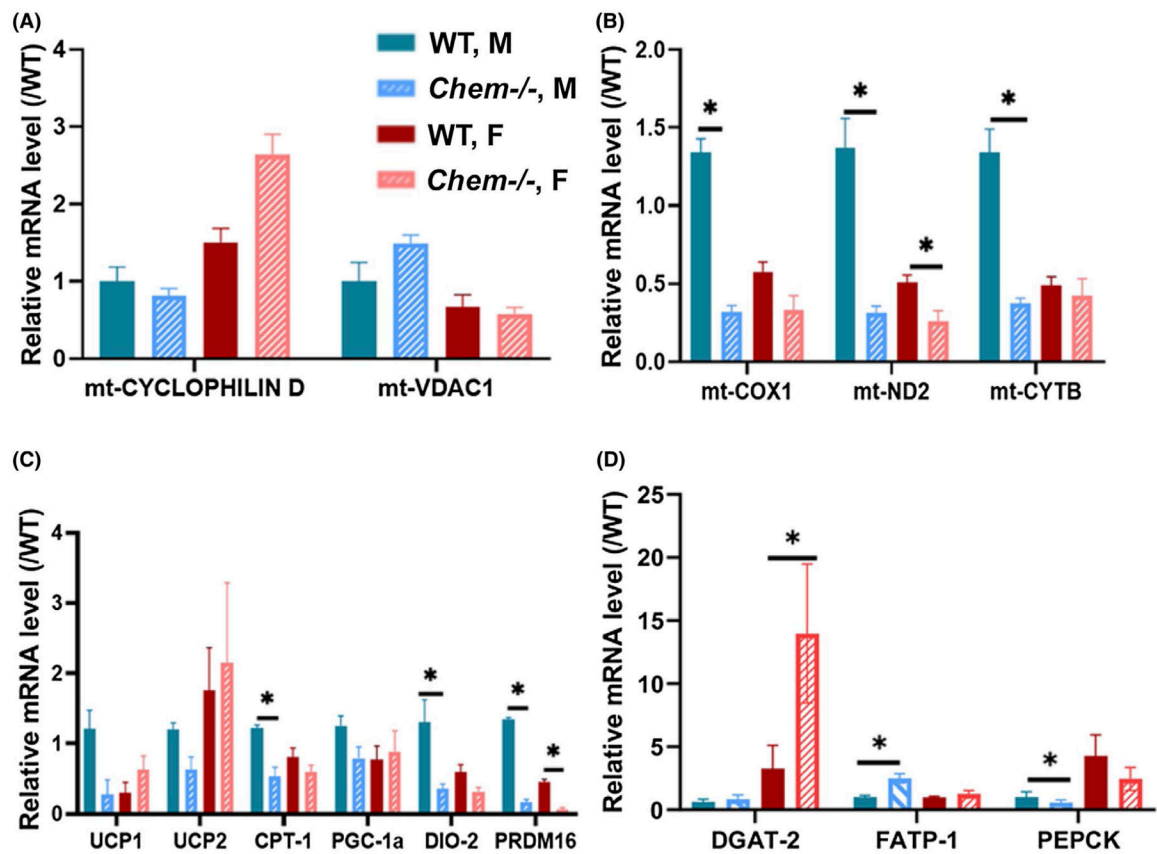 (A)
Relative mRNA level (/WT)
4
3
2
1
0
mt-CYCLOPHILIN D
mt-VDAC1
WT, M
Chem-/-, M
WT, F
Chem-/-, F
(B)
Relative mRNA level (/WT)
2.0
1.5
1.0
0.5
0.0
*
*
*
*
mt-COX1
mt-ND2
mt-CYTB
(C)
Relative mRNA level (/WT)
4
3
2
1
0
*
*
*
*
UCP1
UCP2
CPT-1
PGC-1a
DIO-2
PRDM16
(D)
Relative mRNA level (/WT)
25
20
15
10
5
0
*
*
*
DGAT-2
FATP-1
PEPCK